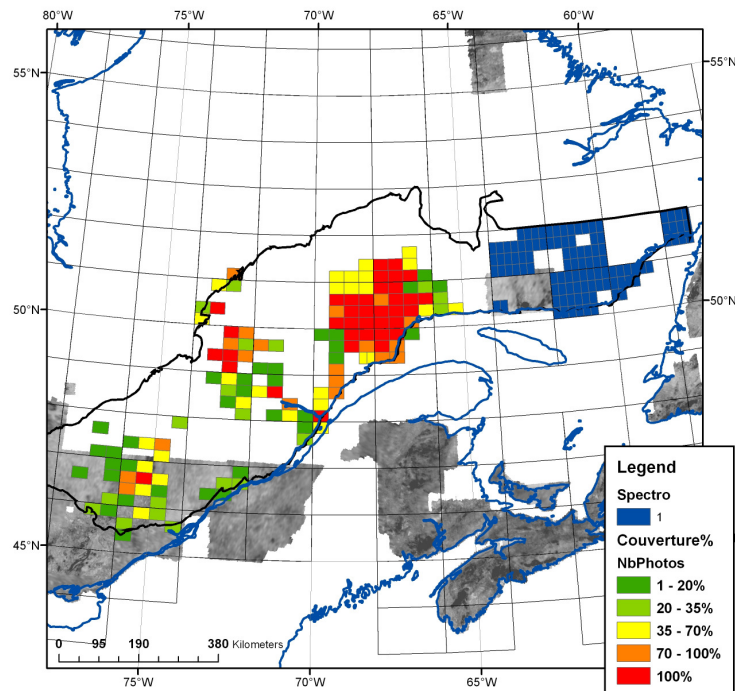 80°W 75°W 70°W 65°W 60°W
55°N 55°N
50°N 50°N
45°N
Legend
Spectro
1
Couverture%
NbPhotos
1 - 20%
20 - 35%
35 - 70%
70 - 100%
100%
0 95 190 380 Kilometers
75°W 70°W 65°W